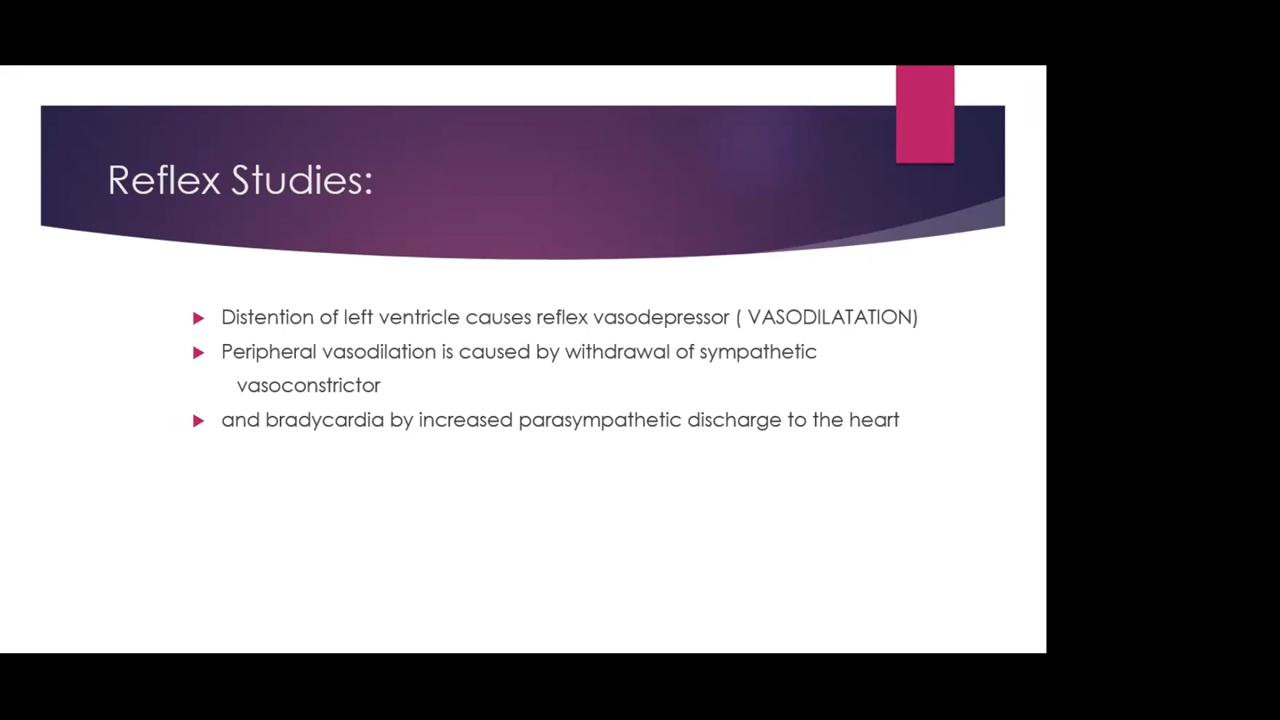 Reflex Studies:
Distention of left ventricle causes reflex vasodepressor ( VASODILATATION)
Peripheral vasodilation is caused by withdrawal of sympathetic
vasoconstrictor
and bradycardia by increased parasympathetic discharge to the heart